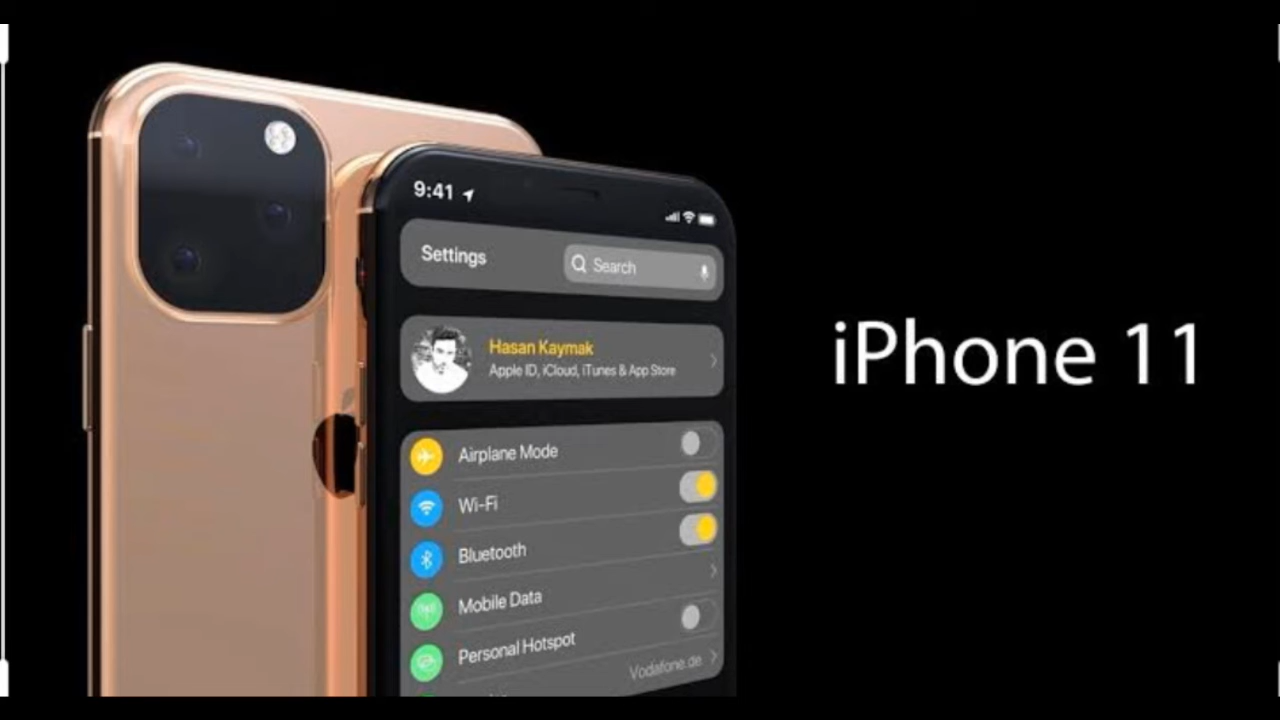 9:41
Settings
Search
Hasan Kaymak
Apple ID, iCloud, iTunes & App Store
Airplane Mode
Wi-Fi
Bluetooth
Mobile Data
Personal Hotspot
Vodafone.de
iPhone 11